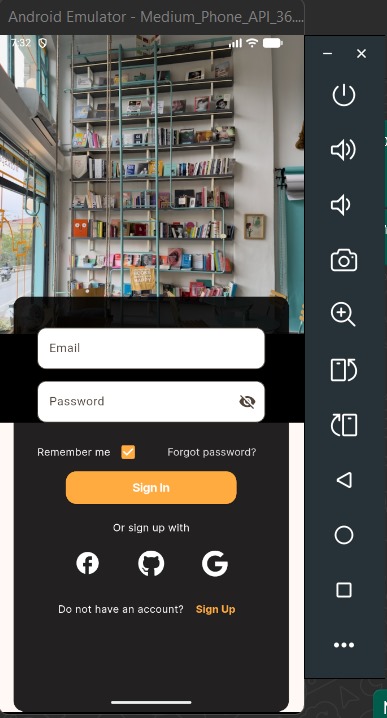 Android Emulator - Medium_Phone_API_36....
7:32
Email
Password
Remember me
Forgot password?
Sign In
Or sign up with
Do not have an account? Sign Up